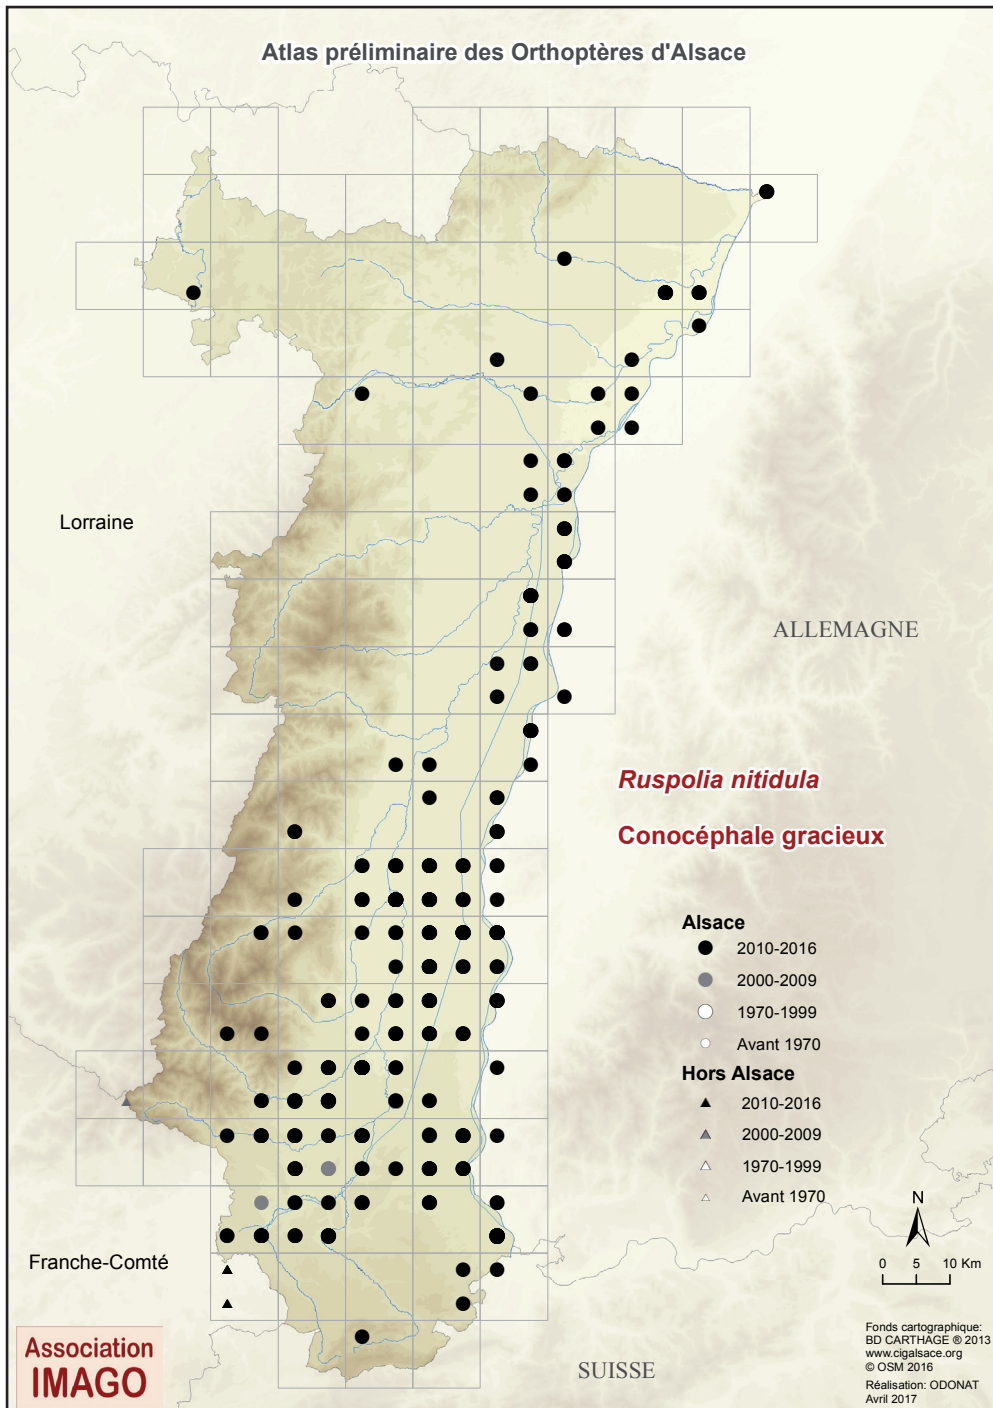 Atlas préliminaire des Orthoptères d'Alsace
Lorraine
ALLEMAGNE
Ruspolia nitidula
Conocéphale gracieux
Alsace
2010-2016
2000-2009
1970-1999
Avant 1970
Hors Alsace
2010-2016
2000-2009
1970-1999
Avant 1970
N
0 5 10 Km
Franche-Comté
SUISSE
Association
IMAGO
Fonds cartographique:
BD CARTHAGE ® 2013
www.cigalsace.org
© OSM 2016
Réalisation: ODONAT
Avril 2017